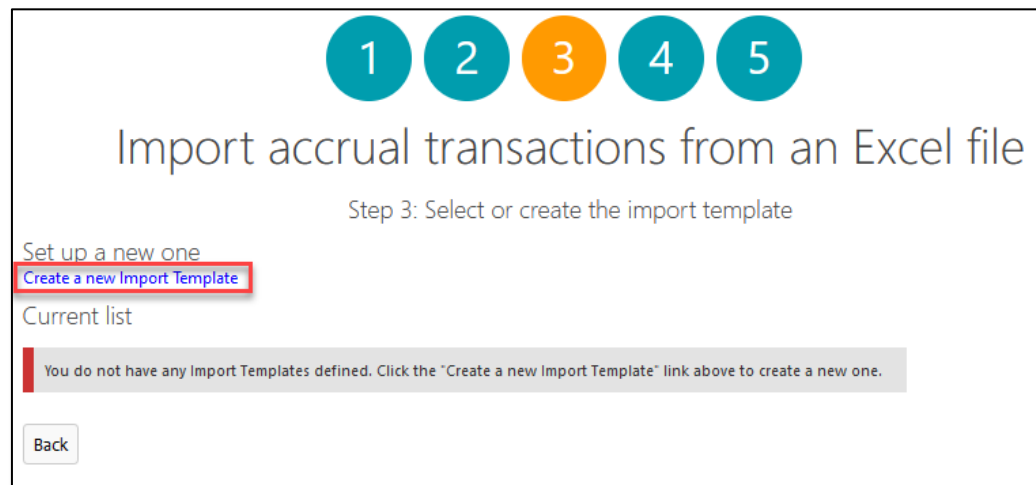 1 2 3 4 5
Import accrual transactions from an Excel file
Step 3: Select or create the import template
Set up a new one
Create a new Import Template
Current list
You do not have any Import Templates defined. Click the "Create a new Import Template" link above to create a new one.
Back